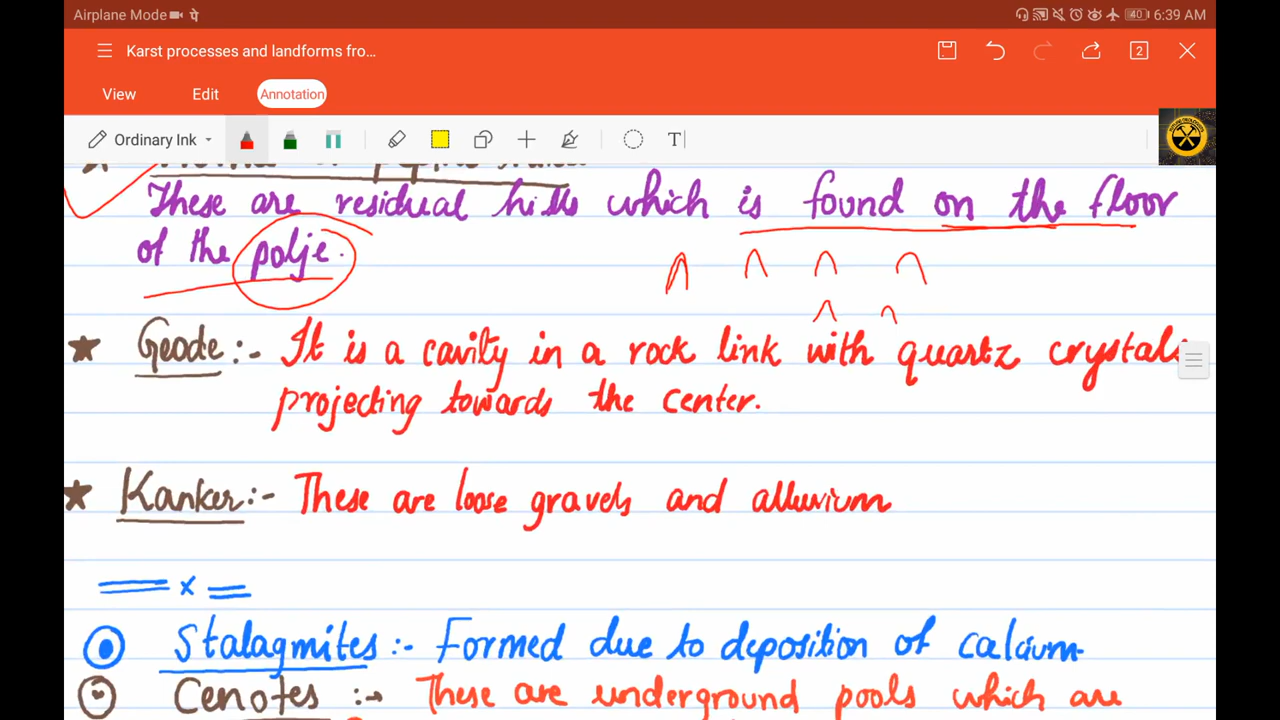 Airplane Mode 40 6:39 AM
Karst processes and landforms fro... 2
View Edit Annotation
Ordinary Ink T
These are residual hills which is found on the floor
of the polje.
Geode:- It is a cavity in a rock link with quartz crystals
projecting towards the center.
Kanker:- These are loose gravels and alluvium
x
Stalagmites:- Formed due to deposition of calcium
Cenotes:→ These are underground pools which are